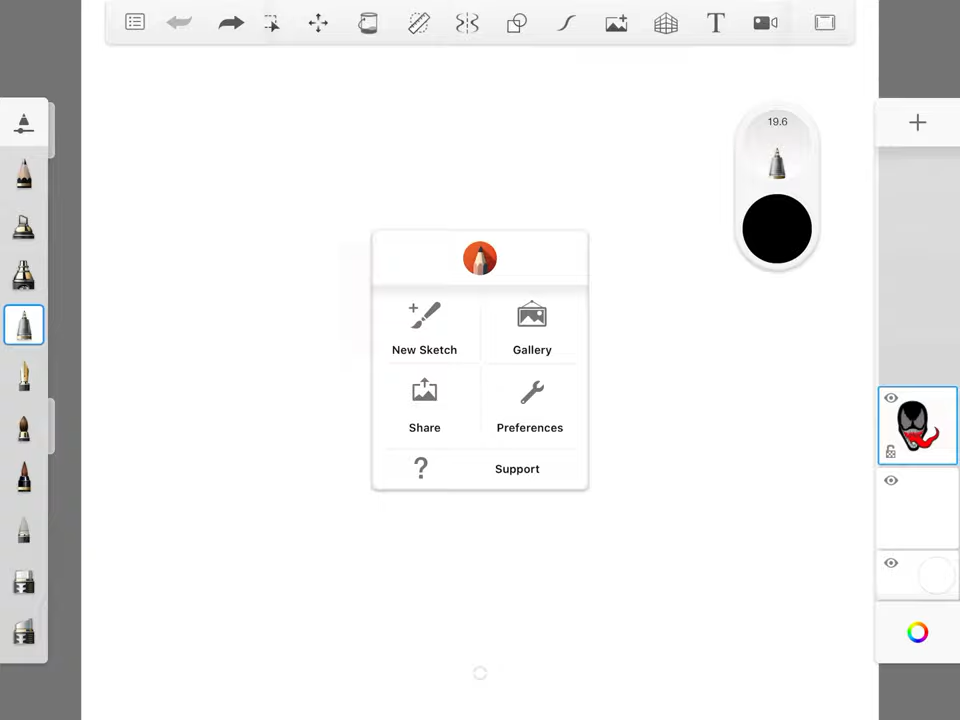 T
19.6
New Sketch
Gallery
Share
Preferences
? Support